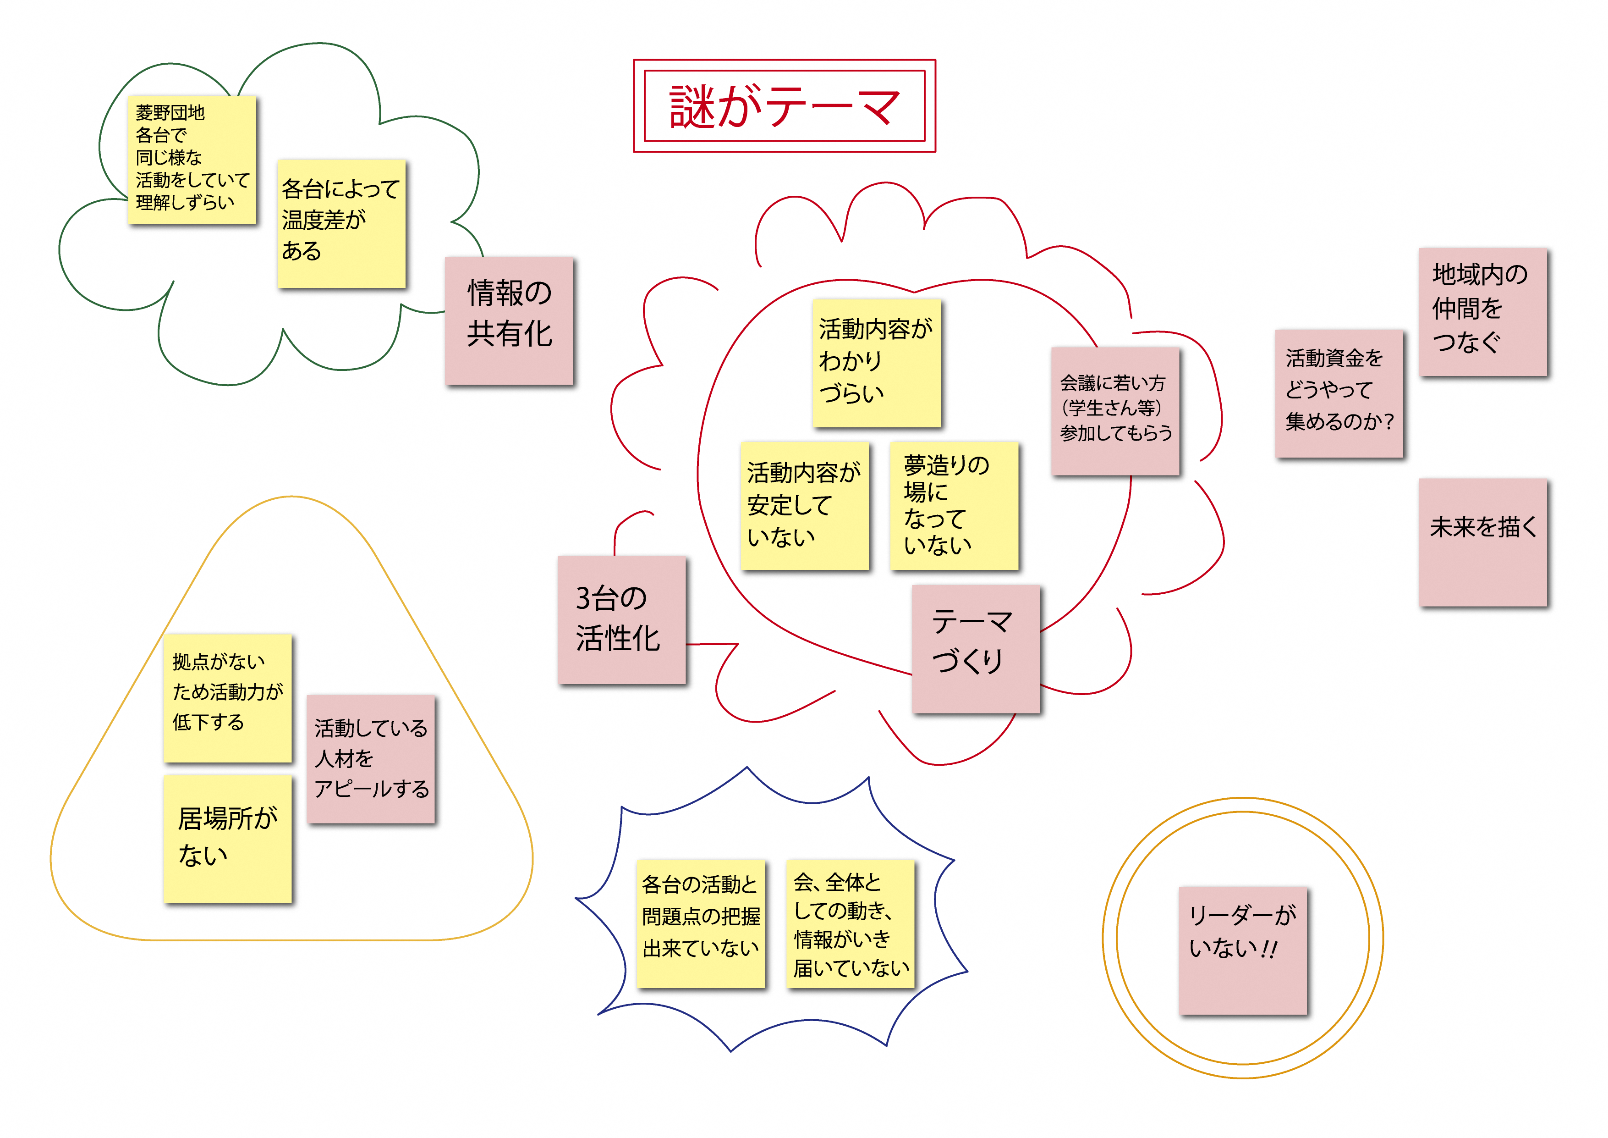 謎がテーマ
菱野団地
各台で
同じ様な
活動をしていて
理解しずらい
各台によって
温度差が
ある
情報の
共有化
活動内容が
わかり
づらい
活動内容が
安定して
いない
夢造りの
場に
なって
いない
会議に若い方
（学生さん等）
参加してもらう
3台の
活性化
テーマ
づくり
地域内の
仲間を
つなぐ
活動資金を
どうやって
集めるのか？
未来を描く
拠点がない
ため活動力が
低下する
活動している
人材を
アピールする
居場所が
ない
各台の活動と
問題点の把握
出来ていない
会、全体と
しての動き、
情報がいき
届いていない
リーダーが
いない!!